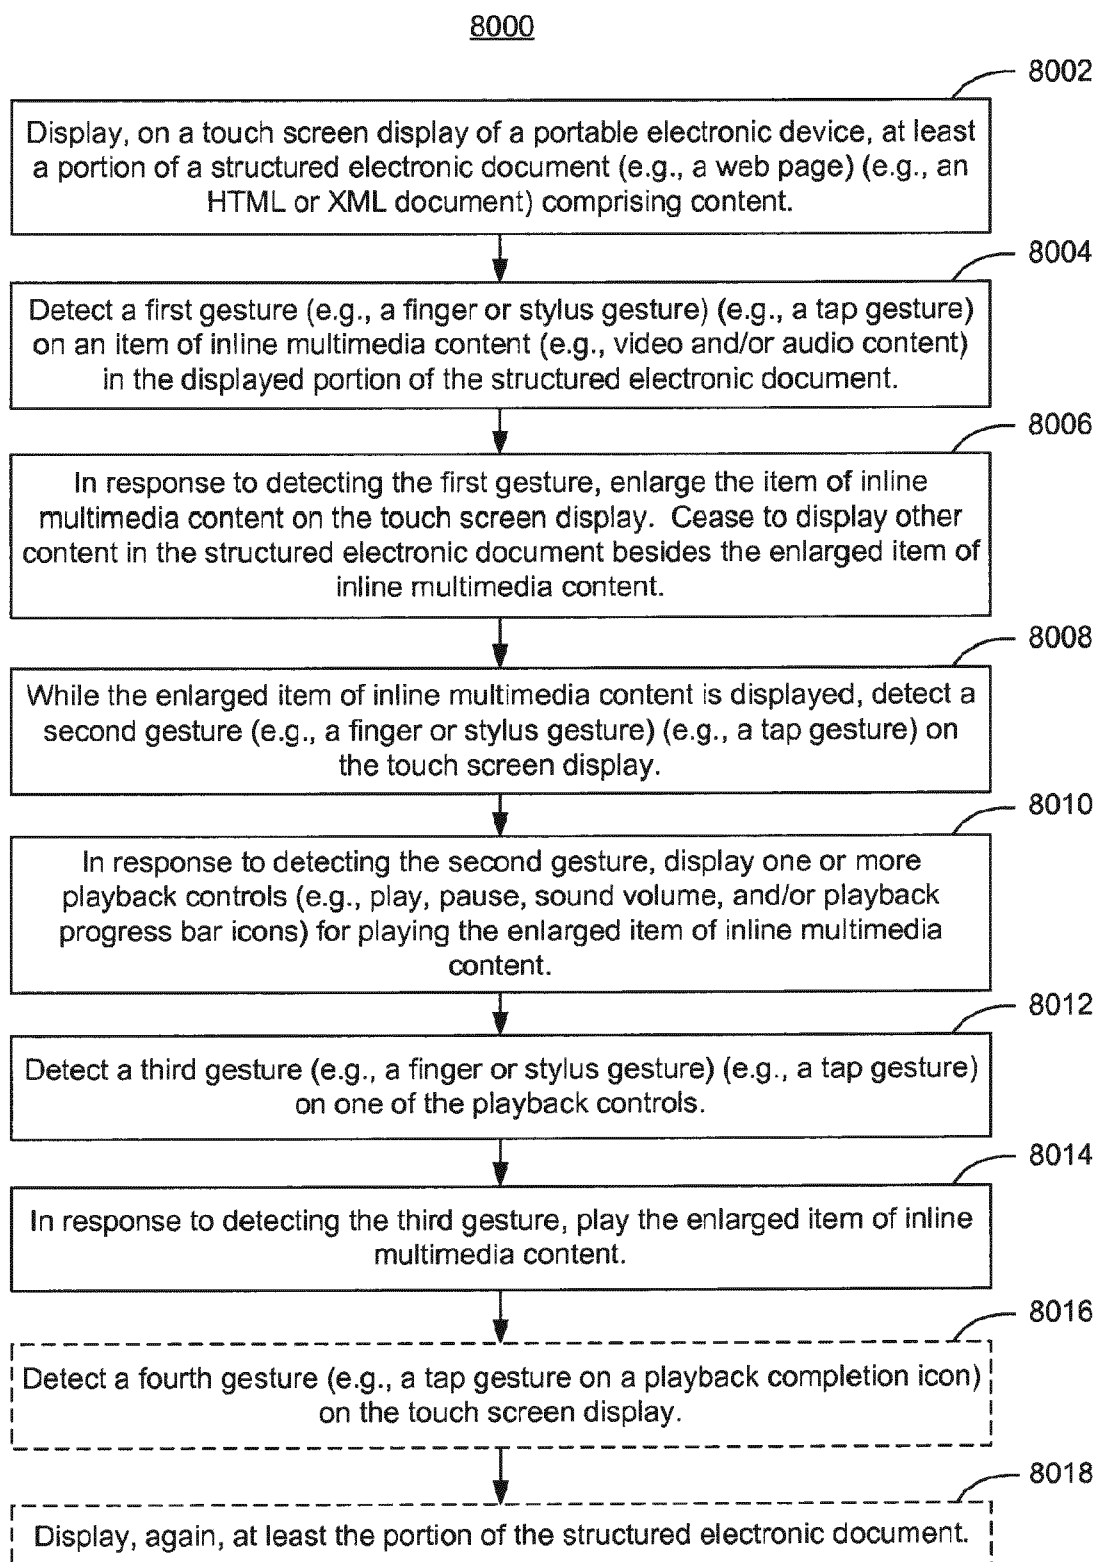 8000
8002
Display, on a touch screen display of a portable electronic device, at least
a portion of a structured electronic document (e.g., a web page) (e.g., an
HTML or XML document) comprising content.
8004
Detect a first gesture (e.g., a finger or stylus gesture) (e.g., a tap gesture)
on an item of inline multimedia content (e.g., video and/or audio content)
in the displayed portion of the structured electronic document.
8006
In response to detecting the first gesture, enlarge the item of inline
multimedia content on the touch screen display.  Cease to display other
content in the structured electronic document besides the enlarged item of
inline multimedia content.
8008
While the enlarged item of inline multimedia content is displayed, detect a
second gesture (e.g., a finger or stylus gesture) (e.g., a tap gesture) on
the touch screen display.
8010
In response to detecting the second gesture, display one or more
playback controls (e.g., play, pause, sound volume, and/or playback
progress bar icons) for playing the enlarged item of inline multimedia
content.
8012
Detect a third gesture (e.g., a finger or stylus gesture) (e.g., a tap gesture)
on one of the playback controls.
8014
In response to detecting the third gesture, play the enlarged item of inline
multimedia content.
8016
Detect a fourth gesture (e.g., a tap gesture on a playback completion icon)
on the touch screen display.
8018
Display, again, at least the portion of the structured electronic document.